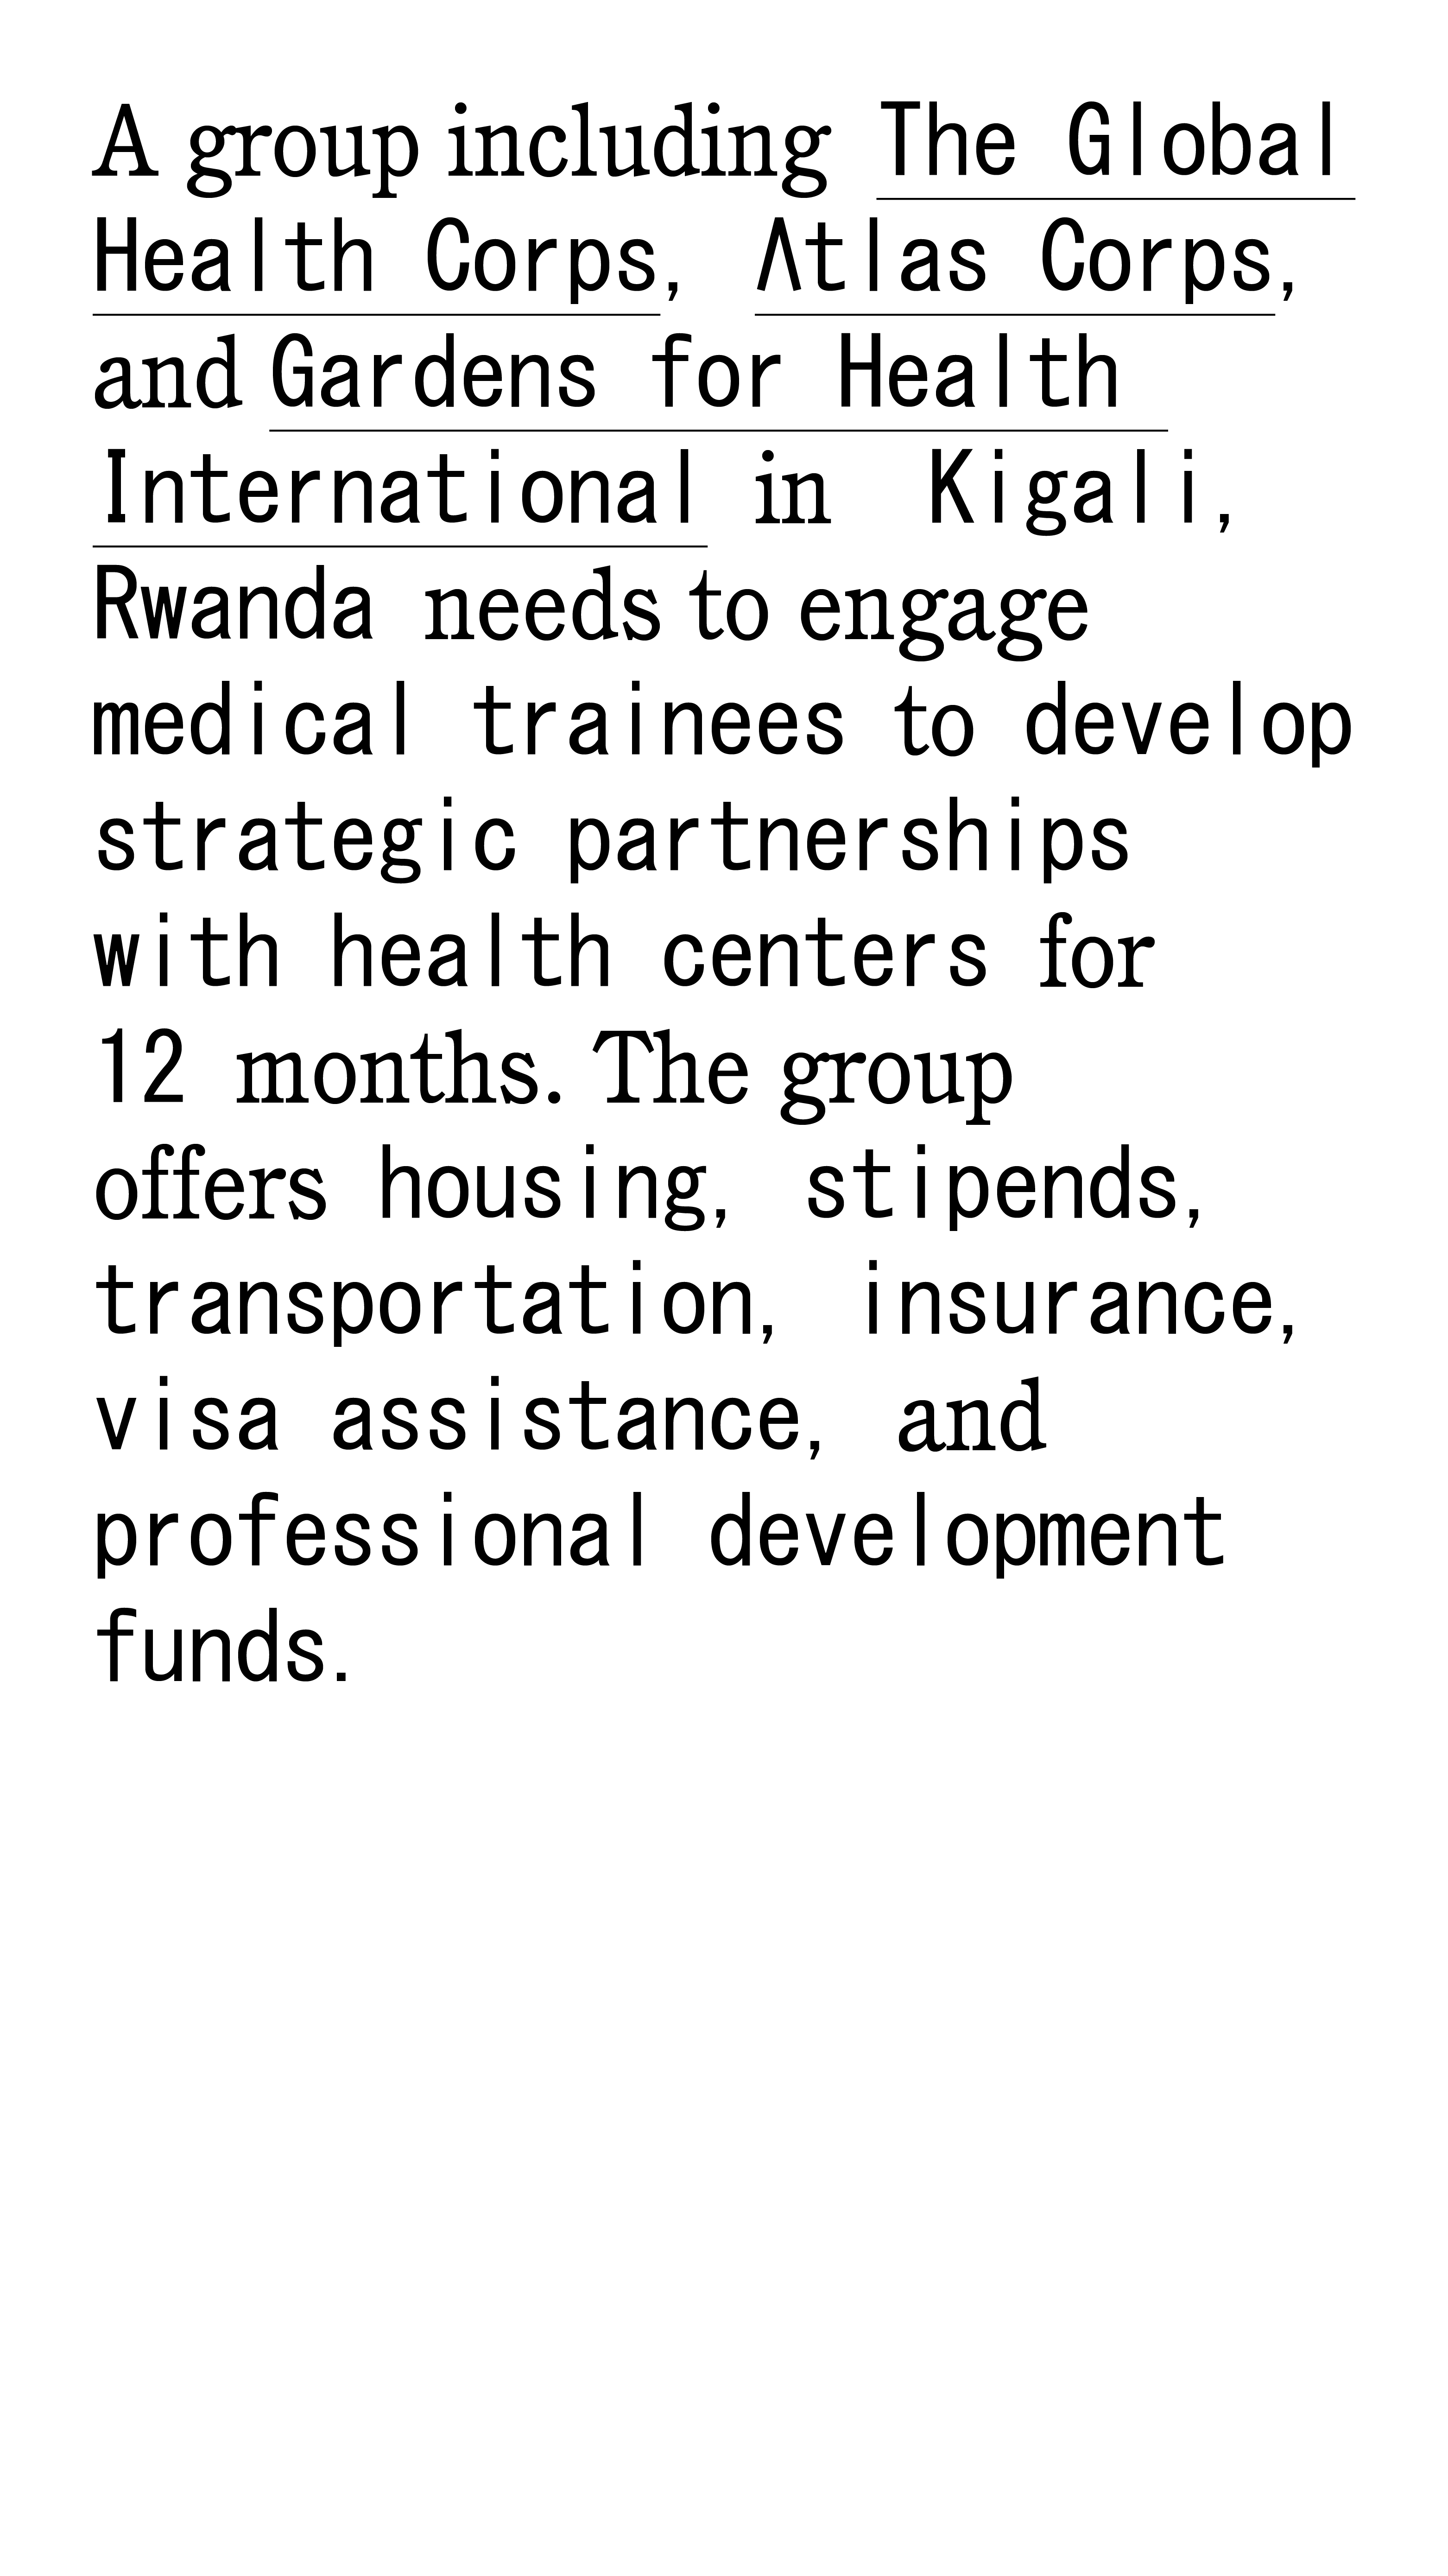 A group including The Global
Health Corps, Atlas Corps,
and Gardens for Health
International in Kigali,
Rwanda needs to engage
medical trainees to develop
strategic partnerships
with health centers for
12 months. The group
offers housing, stipends,
transportation, insurance,
visa assistance, and
professional development
funds.